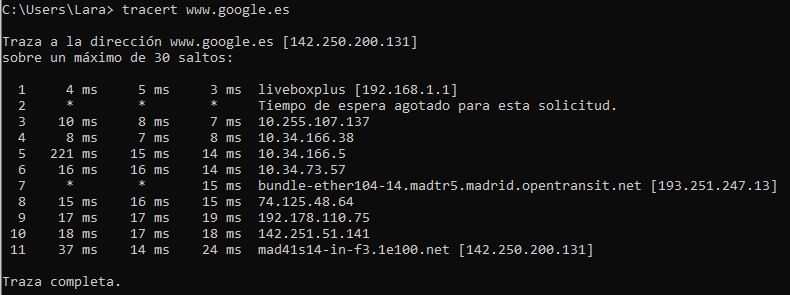 C:\Users\Lara> tracert www.google.es
Traza a la dirección www.google.es [142.250.200.131]
sobre un máximo de 30 saltos:
1 4 ms 5 ms 3 ms liveboxplus [192.168.1.1]
2 * * * Tiempo de espera agotado para esta solicitud.
3 10 ms 8 ms 7 ms 10.255.107.137
4 8 ms 7 ms 8 ms 10.34.166.38
5 221 ms 15 ms 14 ms 10.34.166.5
6 16 ms 16 ms 14 ms 10.34.73.57
7 * * 15 ms bundle-ether104-14.madtr5.madrid.opentransit.net [193.251.247.13]
8 15 ms 16 ms 15 ms 74.125.48.64
9 17 ms 17 ms 19 ms 192.178.110.75
10 18 ms 17 ms 18 ms 142.251.51.141
11 37 ms 14 ms 24 ms mad41s14-in-f3.1e100.net [142.250.200.131]
Traza completa.